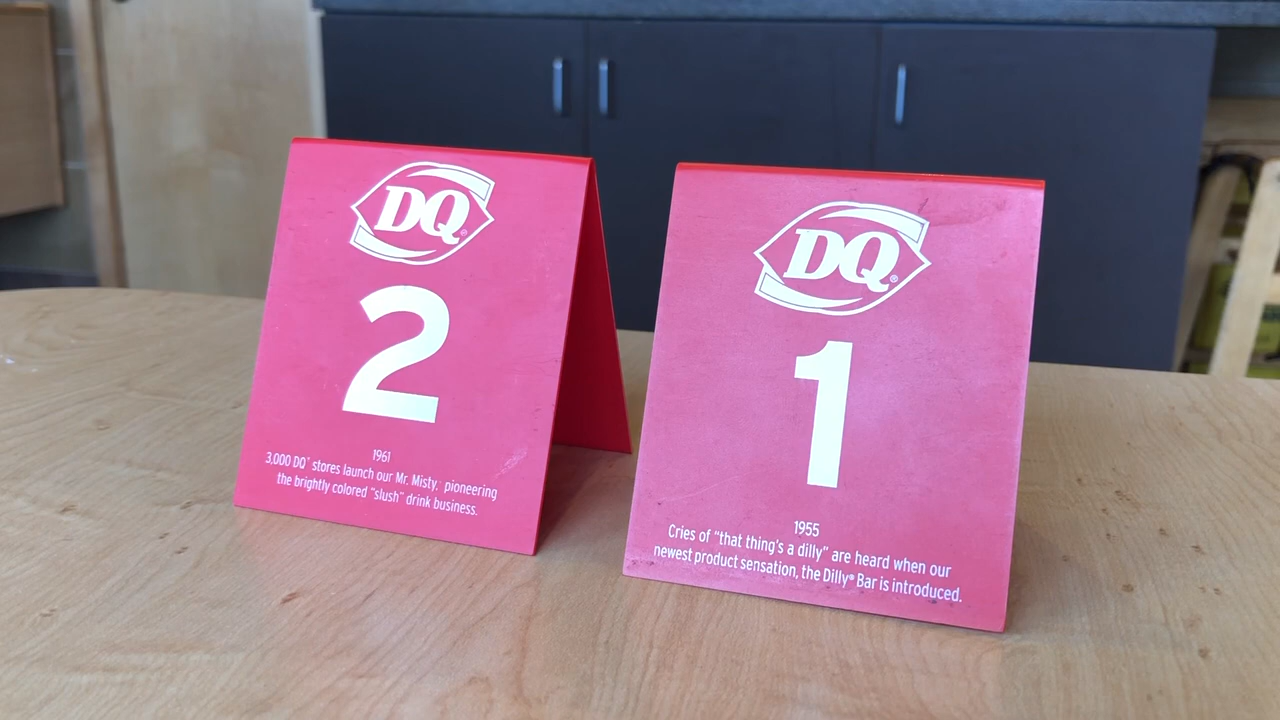 DQ®
2
1961
3,000 DQ® stores launch our Mr. Misty,® pioneering
the brightly colored "slush" drink business.
DQ®
1
1955
Cries of "that thing's a dilly" are heard when our
newest product sensation, the Dilly® Bar is introduced.